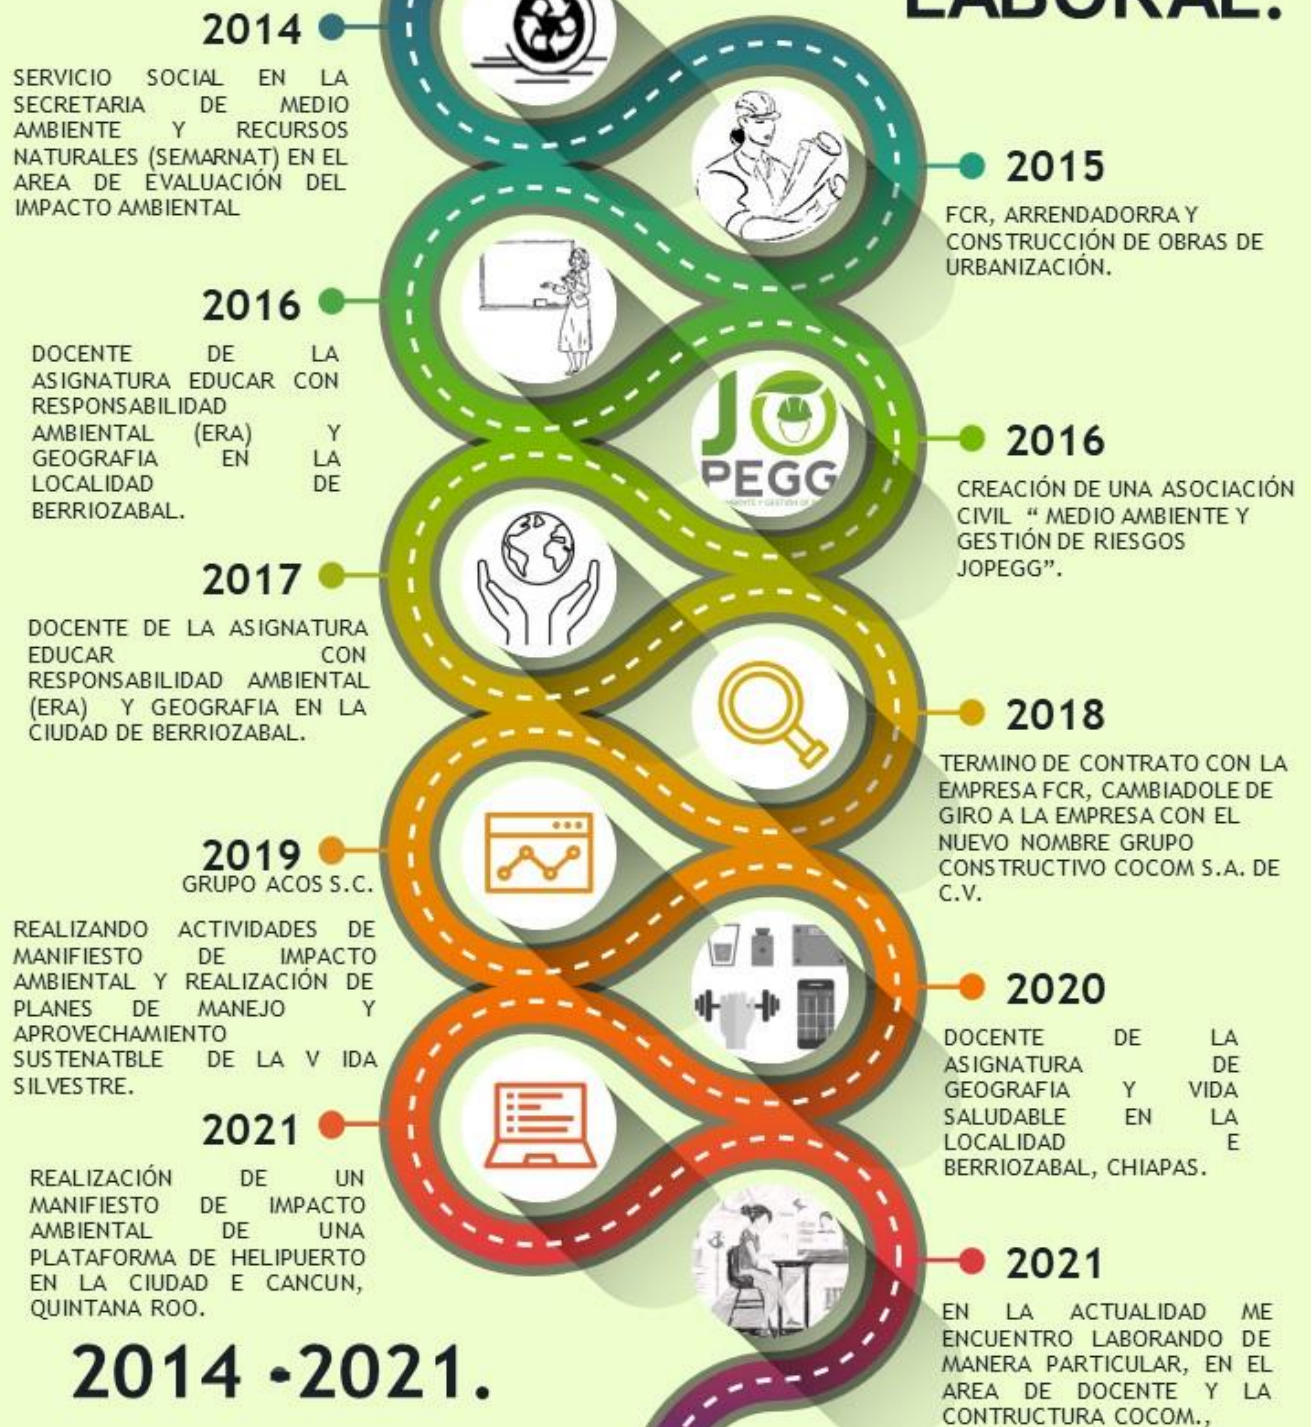 LABORAL.
2014
SERVICIO SOCIAL EN LA
SECRETARIA DE MEDIO
AMBIENTE Y RECURSOS
NATURALES (SEMARNAT) EN EL
AREA DE EVALUACIÓN DEL
IMPACTO AMBIENTAL
2015
FCR, ARRENDADORRA Y
CONSTRUCCIÓN DE OBRAS DE
URBANIZACIÓN.
2016
DOCENTE DE LA
ASIGNATURA EDUCAR CON
RESPONSABILIDAD
AMBIENTAL (ERA) Y
GEOGRAFIA EN LA
LOCALIDAD DE
BERRIOZABAL.
JO
PEGG
2016
CREACIÓN DE UNA ASOCIACIÓN
CIVIL “ MEDIO AMBIENTE Y
GESTIÓN DE RIESGOS
JOPEGG”.
2017
DOCENTE DE LA ASIGNATURA
EDUCAR CON
RESPONSABILIDAD AMBIENTAL
(ERA) Y GEOGRAFIA EN LA
CIUDAD DE BERRIOZABAL.
2018
TERMINO DE CONTRATO CON LA
EMPRESA FCR, CAMBIADOLE DE
GIRO A LA EMPRESA CON EL
NUEVO NOMBRE GRUPO
CONSTRUCTIVO COCOM S.A. DE
C.V.
2019
GRUPO ACOS S.C.
REALIZANDO ACTIVIDADES DE
MANIFIESTO DE IMPACTO
AMBIENTAL Y REALIZACIÓN DE
PLANES DE MANEJO Y
APROVECHAMIENTO
SUSTENATBLE DE LA V IDA
SILVESTRE.
2020
DOCENTE DE LA
ASIGNATURA DE
GEOGRAFIA Y VIDA
SALUDABLE EN LA
LOCALIDAD E
BERRIOZABAL, CHIAPAS.
2021
REALIZACIÓN DE UN
MANIFIESTO DE IMPACTO
AMBIENTAL DE UNA
PLATAFORMA DE HELIPUERTO
EN LA CIUDAD E CANCUN,
QUINTANA ROO.
2021
EN LA ACTUALIDAD ME
ENCUENTRO LABORANDO DE
MANERA PARTICULAR, EN EL
AREA DE DOCENTE Y LA
CONTRUCTURA COCOM.,
2014 -2021.